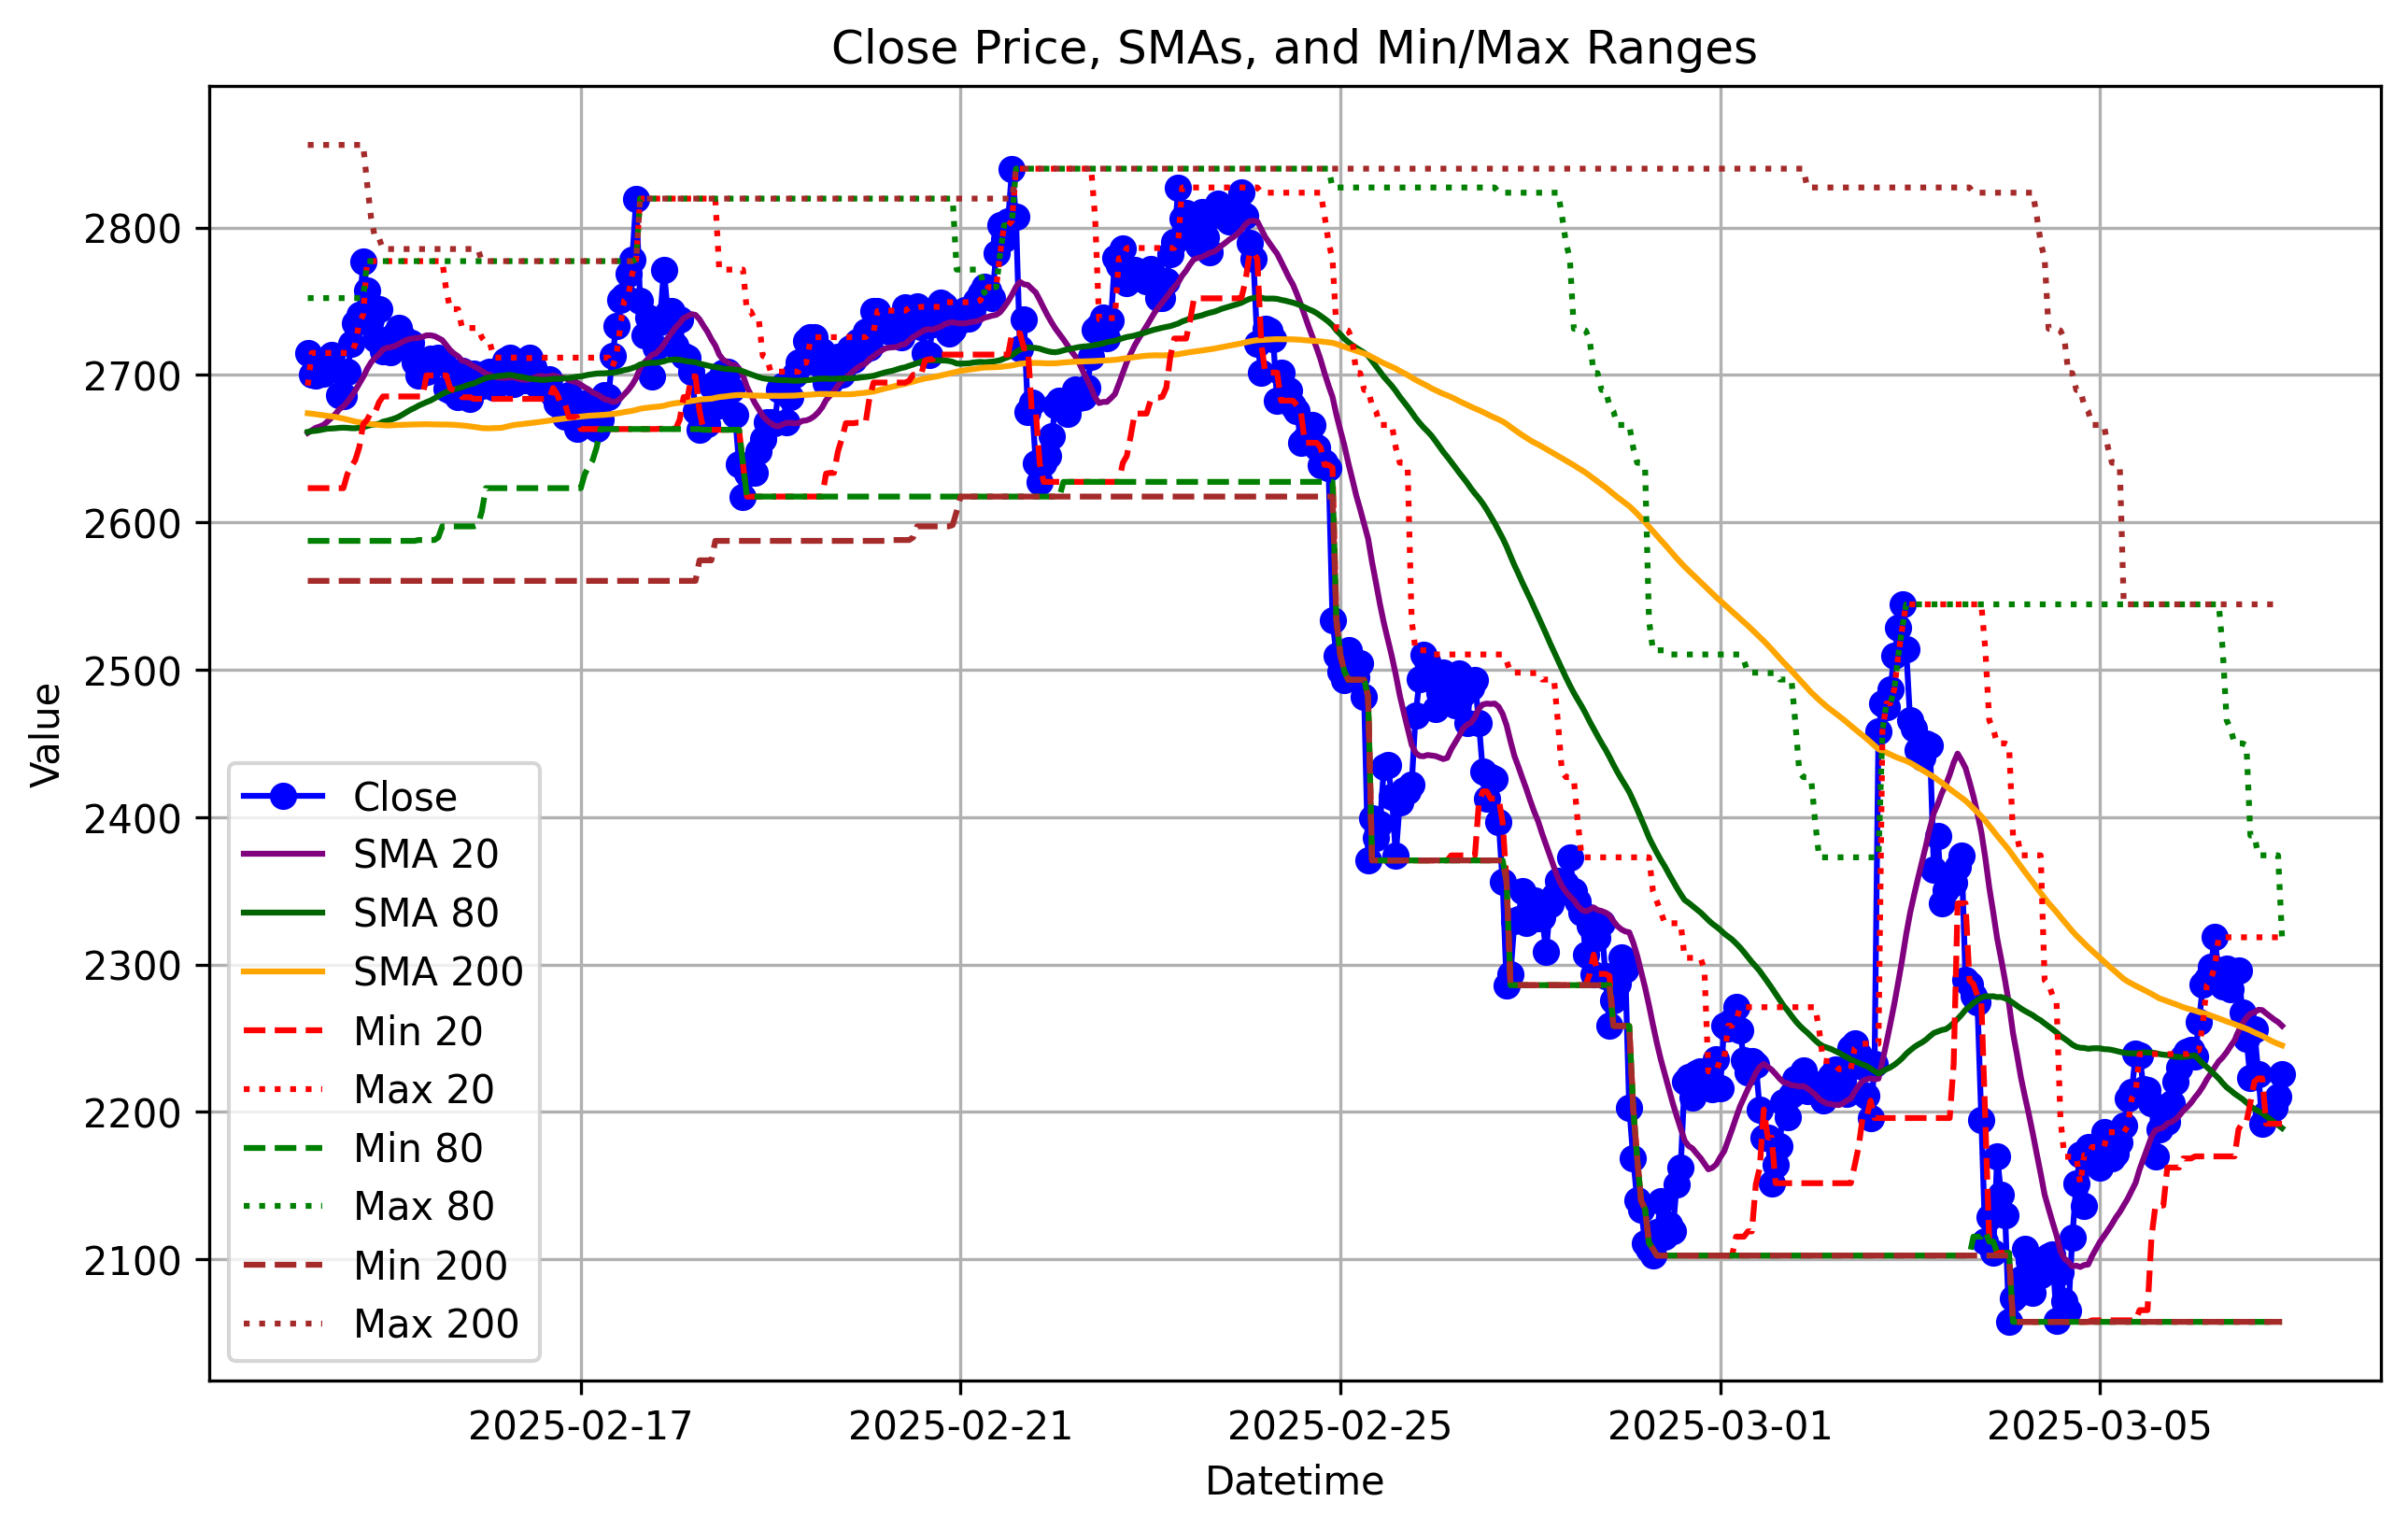 Close Price, SMAs, and Min/Max Ranges
Value
2800
2700
2600
2500
2400
2300
2200
2100
Close
SMA 20
SMA 80
SMA 200
Min 20
Max 20
Min 80
Max 80
Min 200
Max 200
2025-02-17 2025-02-21 2025-02-25 2025-03-01 2025-03-05
Datetime